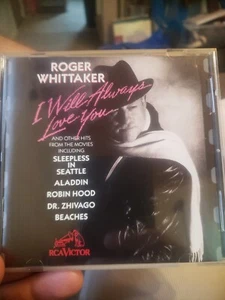 ROGER
WHITTAKER
I Will Always
Love You
AND OTHER HITS
FROM THE MOVIES
INCLUDING
SLEEPLESS
IN
SEATTLE
ALADDIN
ROBIN HOOD
DR. ZHIVAGO
BEACHES
RCA VICTOR